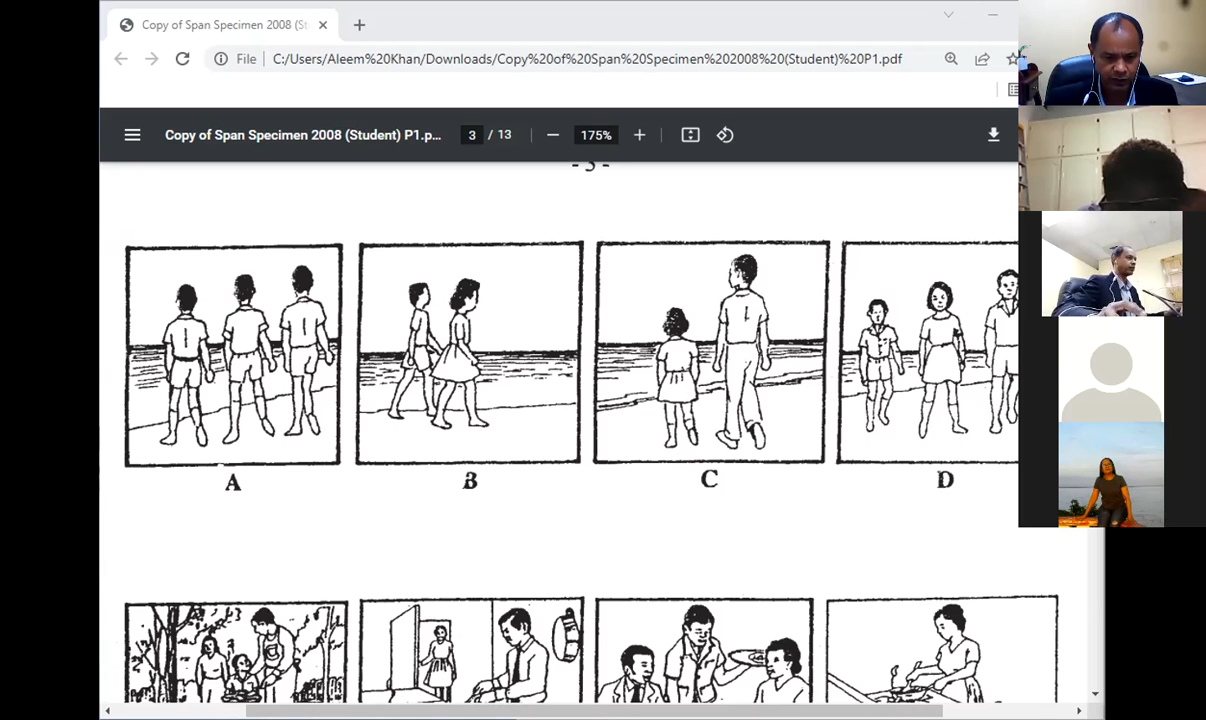 Copy of Span Specimen 2008 (St
File
C:/Users/Aleem%20Khan/Downloads/Copy%20of%20Span%20Specimen%202008%20(Student)%20P1.pdf
Copy of Span Specimen 2008 (Student) P1.p...
3 / 13
175%
- 3 -
A
B
C
D